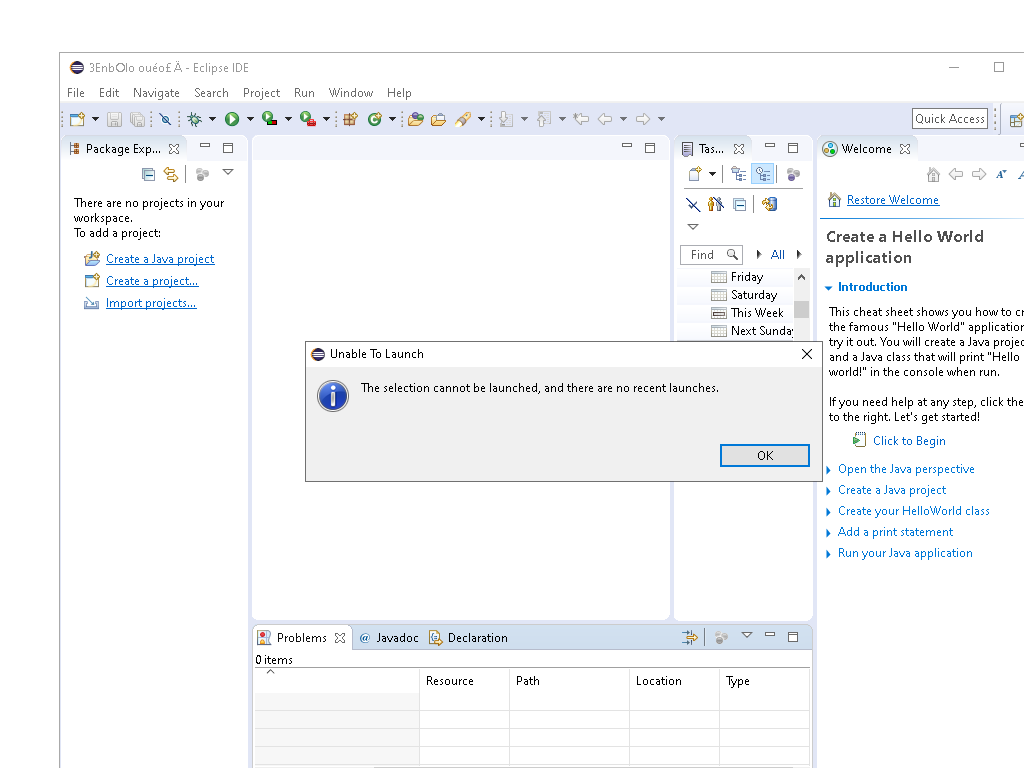 3Enb0lo ouéo£ Ä - Eclipse IDE
File Edit Navigate Search Project Run Window Help
Quick Access
Package Exp...
There are no projects in your
workspace.
To add a project:
Create a Java project
Create a project...
Import projects...
Tas...
Find
All
Friday
Saturday
This Week
Next Sunday
Welcome
Restore Welcome
Create a Hello World
application
Introduction
This cheat sheet shows you how to cr
the famous "Hello World" application
try it out. You will create a Java projec
and a Java class that will print "Hello
world!" in the console when run.
If you need help at any step, click the
to the right. Let's get started!
Click to Begin
Open the Java perspective
Create a Java project
Create your HelloWorld class
Add a print statement
Run your Java application
Unable To Launch
The selection cannot be launched, and there are no recent launches.
OK
Problems @ Javadoc Declaration
0 items
Resource Path Location Type